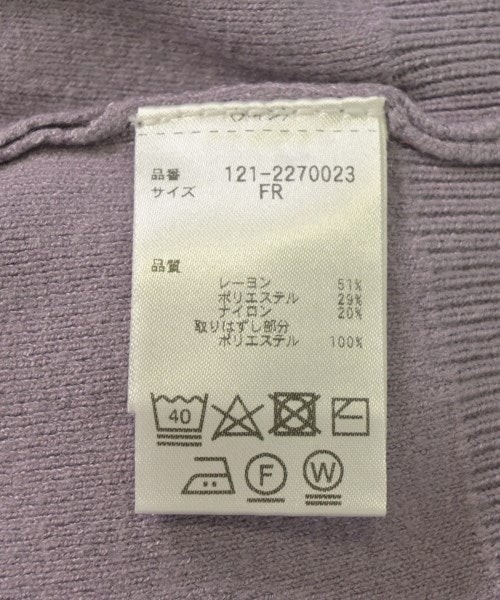 品番 121-2270023
サイズ FR
品質
レーヨン 51%
ポリエステル 29%
ナイロン 20%
取りはずし部分
ポリエステル 100%
40
F W